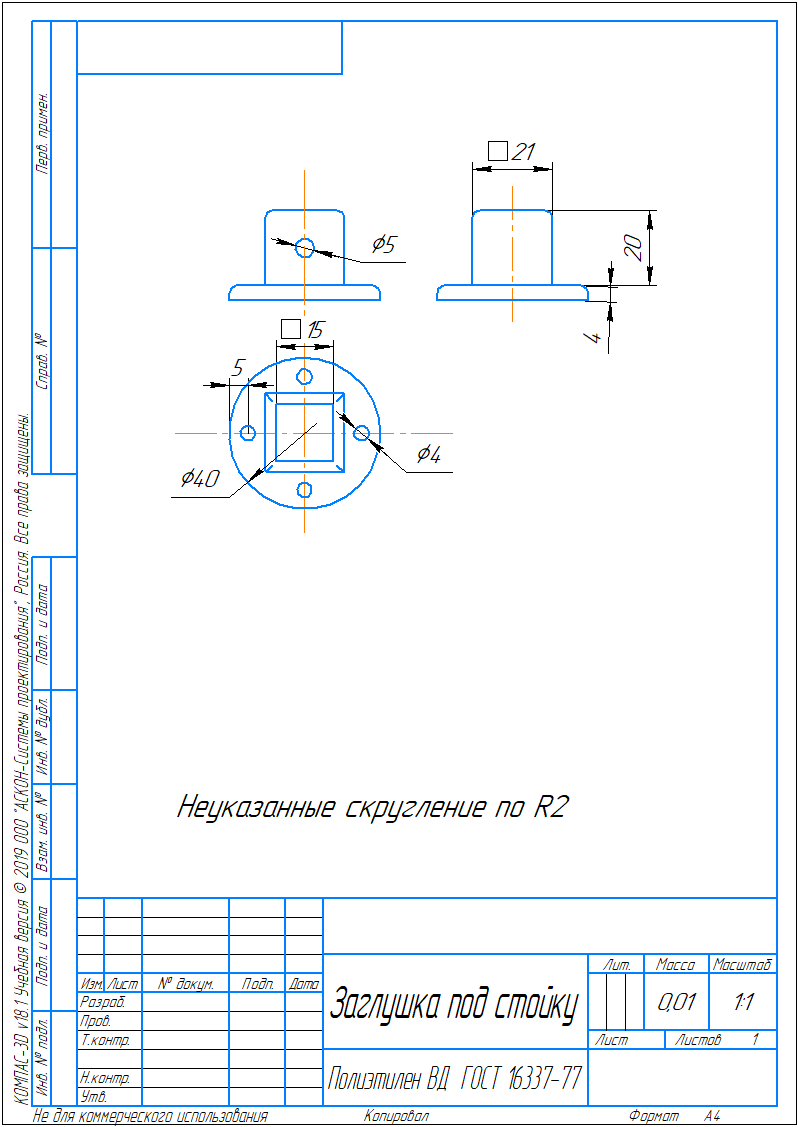 Перв. примен.
Справ. №
Подп. и дата
Инв. № дубл.
Взам. инв. №
Подп. и дата
Инв. № подл.
КОМПАС-3D v18.1 Учебная версия © 2019 ООО "АСКОН-Системы проектирования", Россия. Все права защищены.
□ 21
ϕ5
20
4
□ 15
5
ϕ40
ϕ4
Неуказанные скругление по R2
Изм. Лист № докум. Подп. Дата
Разраб.
Пров.
Т.контр.
Н.контр.
Утв.
Заглушка под стойку
Лит. Масса Масштаб
0,01 1:1
Лист Листов 1
Полиэтилен ВД ГОСТ 16337-77
Не для коммерческого использования Копировал Формат А4